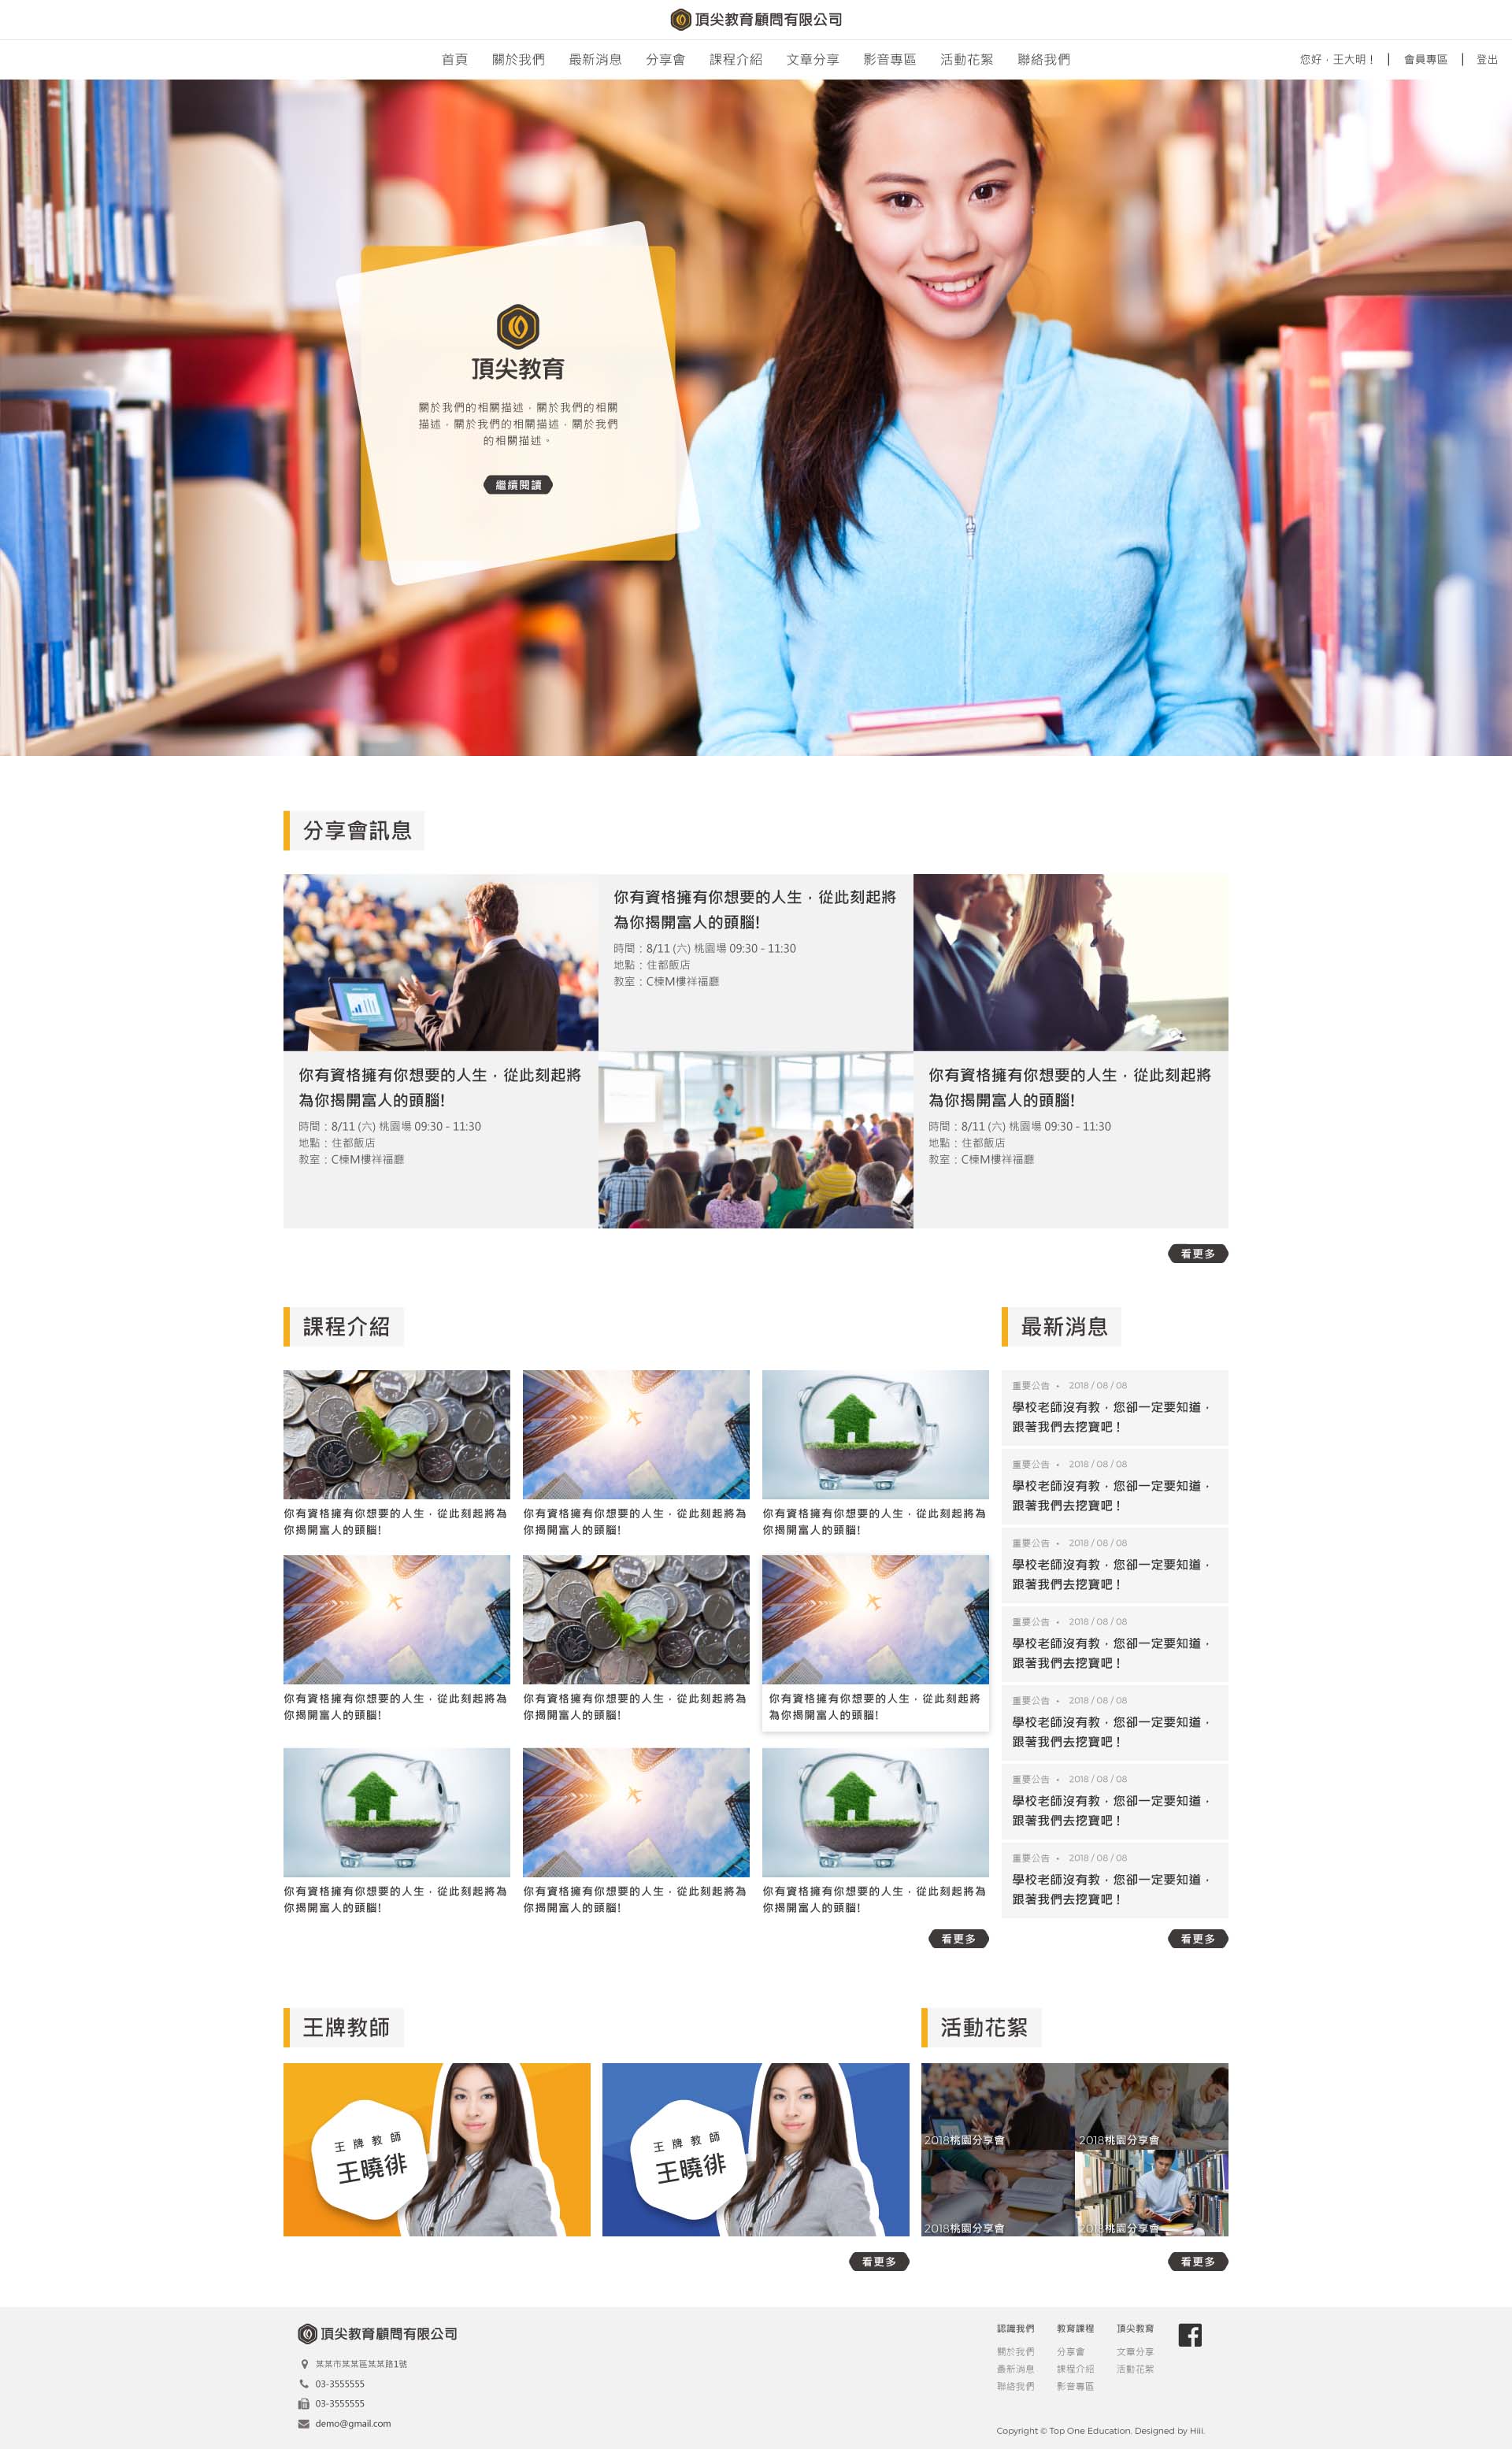 頂尖教育顧問有限公司
首頁 關於我們 最新消息 分享會 課程介紹 文章分享 影音專區 活動花絮 聯絡我們 您好，王大明！ | 會員專區 | 登出
頂尖教育
關於我們的相關描述，關於我們的相關
描述，關於我們的相關描述，關於我們
的相關描述。
繼續閱讀
分享會訊息
你有資格擁有你想要的人生，從此刻起將
為你揭開富人的頭腦!
時間：8/11 (六) 桃園場 09:30 - 11:30
地點：住都飯店
教室：C棟M樓祥福廳
你有資格擁有你想要的人生，從此刻起將
為你揭開富人的頭腦!
時間：8/11 (六) 桃園場 09:30 - 11:30
地點：住都飯店
教室：C棟M樓祥福廳
你有資格擁有你想要的人生，從此刻起將
為你揭開富人的頭腦!
時間：8/11 (六) 桃園場 09:30 - 11:30
地點：住都飯店
教室：C棟M樓祥福廳
看更多
課程介紹
你有資格擁有你想要的人生，從此刻起將為
你揭開富人的頭腦!
你有資格擁有你想要的人生，從此刻起將為
你揭開富人的頭腦!
你有資格擁有你想要的人生，從此刻起將為
你揭開富人的頭腦!
你有資格擁有你想要的人生，從此刻起將為
你揭開富人的頭腦!
你有資格擁有你想要的人生，從此刻起將為
你揭開富人的頭腦!
你有資格擁有你想要的人生，從此刻起將
為你揭開富人的頭腦!
你有資格擁有你想要的人生，從此刻起將為
你揭開富人的頭腦!
你有資格擁有你想要的人生，從此刻起將為
你揭開富人的頭腦!
你有資格擁有你想要的人生，從此刻起將為
你揭開富人的頭腦!
看更多
最新消息
重要公告 • 2018 / 08 / 08
學校老師沒有教，您卻一定要知道，
跟著我們去挖寶吧！
重要公告 • 2018 / 08 / 08
學校老師沒有教，您卻一定要知道，
跟著我們去挖寶吧！
重要公告 • 2018 / 08 / 08
學校老師沒有教，您卻一定要知道，
跟著我們去挖寶吧！
重要公告 • 2018 / 08 / 08
學校老師沒有教，您卻一定要知道，
跟著我們去挖寶吧！
重要公告 • 2018 / 08 / 08
學校老師沒有教，您卻一定要知道，
跟著我們去挖寶吧！
重要公告 • 2018 / 08 / 08
學校老師沒有教，您卻一定要知道，
跟著我們去挖寶吧！
重要公告 • 2018 / 08 / 08
學校老師沒有教，您卻一定要知道，
跟著我們去挖寶吧！
看更多
王牌教師
王牌教師
王曉徘
王牌教師
王曉徘
看更多
活動花絮
2018桃園分享會
2018桃園分享會
2018桃園分享會
2018桃園分享會
看更多
頂尖教育顧問有限公司
某某市某某區某某路1號
03-3555555
03-3555555
demo@gmail.com
認識我們 教育課程 頂尖教育
關於我們 分享會 文章分享
最新消息 課程介紹 活動花絮
聯絡我們 影音專區
Copyright © Top One Education. Designed by Hiii.